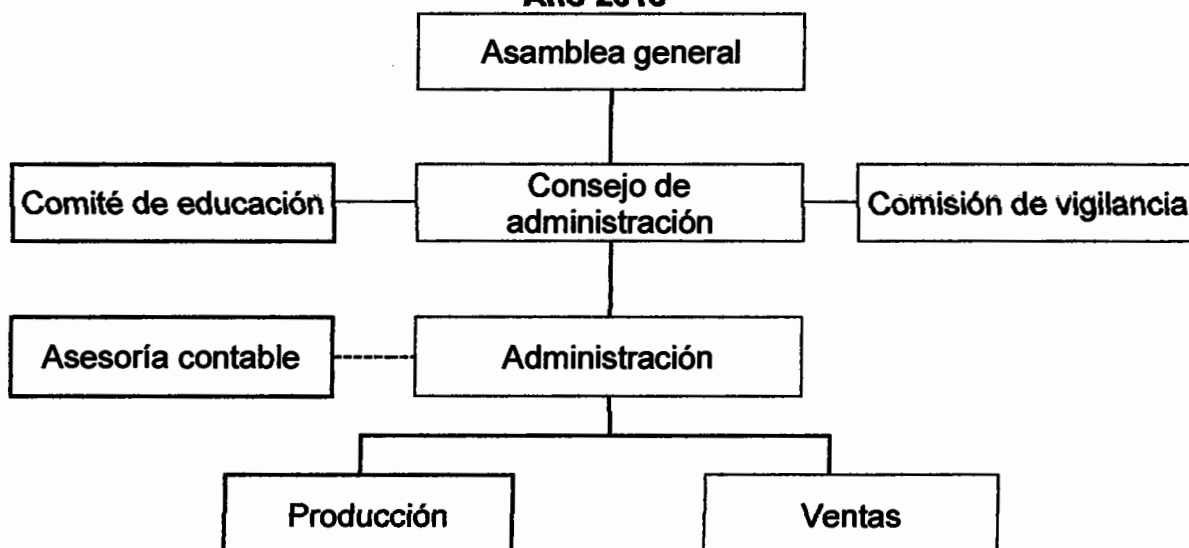 Asamblea general
Comité de educación
Consejo de
administración
Comisión de vigilancia
Asesoría contable
Administración
Producción
Ventas